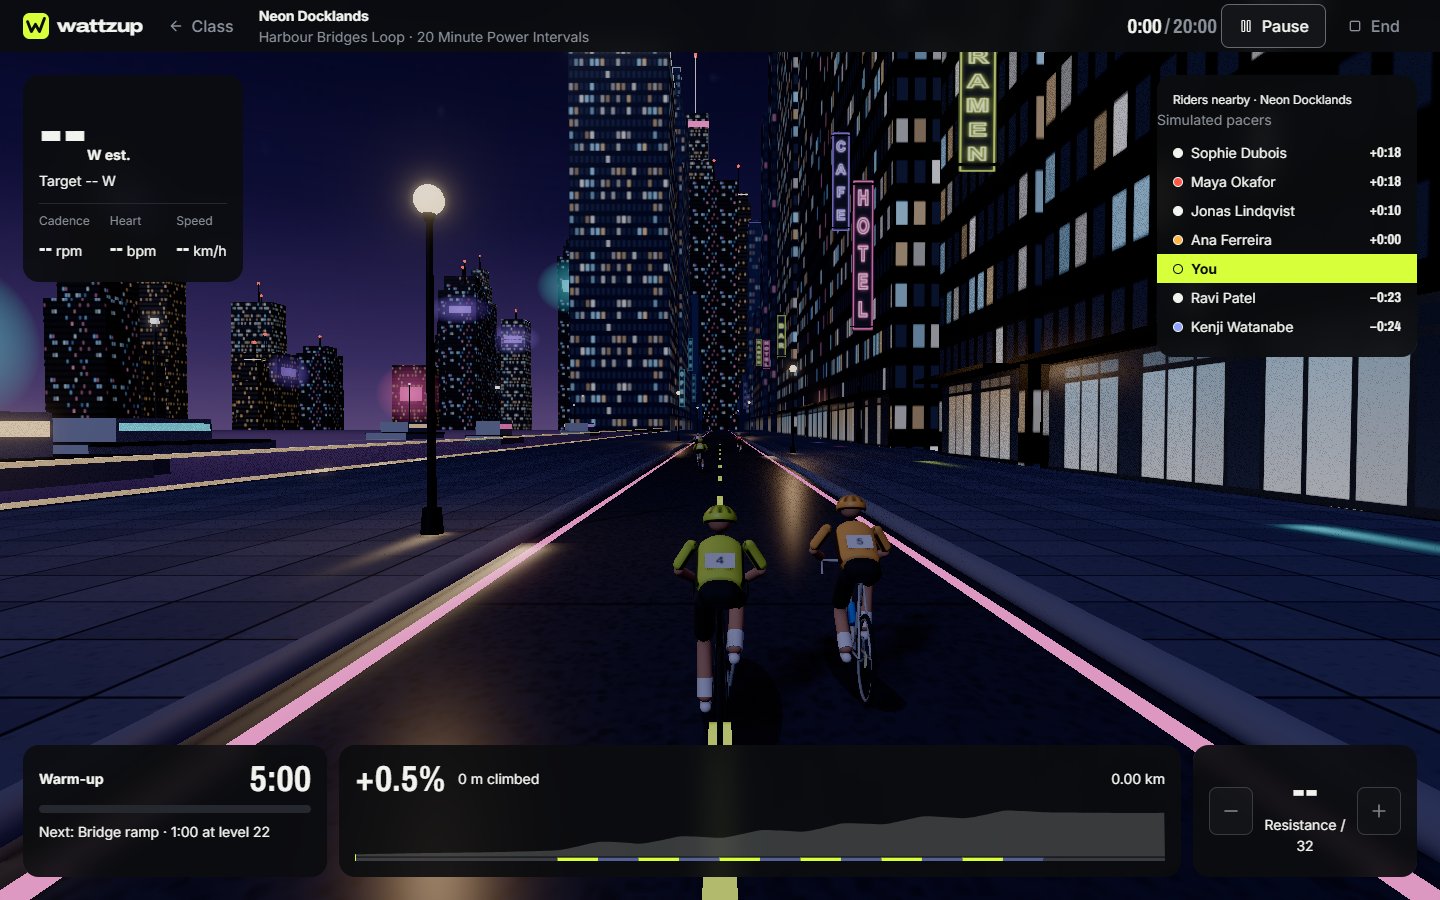 wattzup
← Class
Neon Docklands
Harbour Bridges Loop · 20 Minute Power Intervals
0:00 / 20:00
Pause
End
-- W est.
Target -- W
Cadence Heart Speed
-- rpm -- bpm -- km/h
Riders nearby · Neon Docklands
Simulated pacers
Sophie Dubois +0:18
Maya Okafor +0:18
Jonas Lindqvist +0:10
Ana Ferreira +0:00
You
Ravi Patel −0:23
Kenji Watanabe −0:24
RAMEN
CAFE
HOTEL
4
5
Warm-up 5:00
Next: Bridge ramp · 1:00 at level 22
+0.5% 0 m climbed 0.00 km
− -- +
Resistance /
32